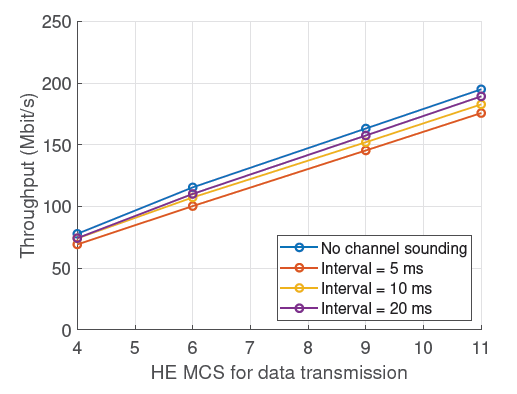 Throughput (Mbit/s)
250
200
150
100
50
0
4
5
6
7
8
9
10
11
HE MCS for data transmission
No channel sounding
Interval = 5 ms
Interval = 10 ms
Interval = 20 ms